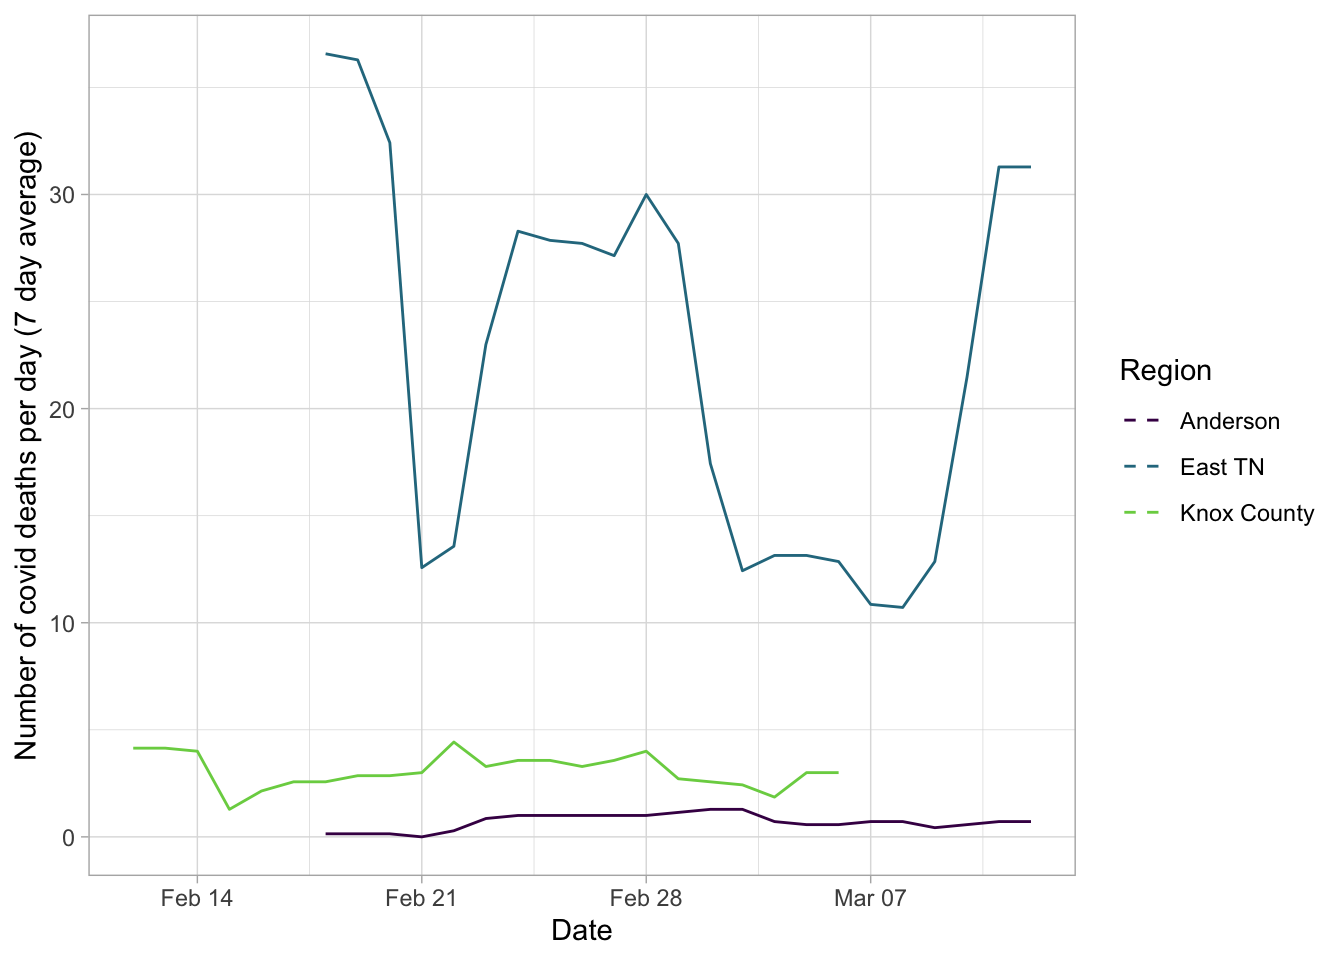 Number of covid deaths per day (7 day average)
30
20
10
0
Feb 14
Feb 21
Feb 28
Mar 07
Date
Region
Anderson
East TN
Knox County